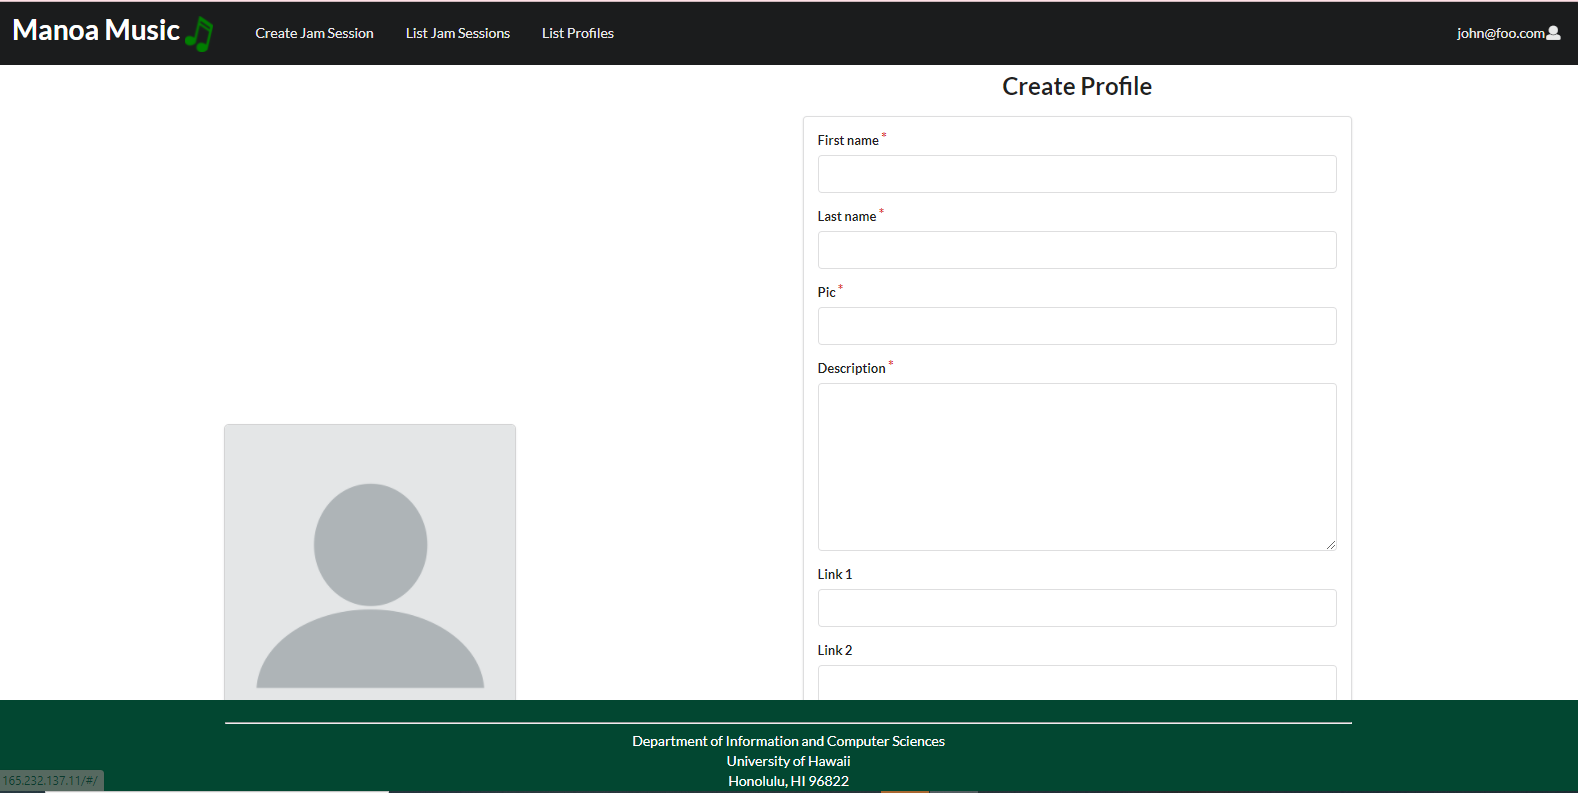 Manoa Music
Create Jam Session
List Jam Sessions
List Profiles
john@foo.com
Create Profile
First name *
Last name *
Pic *
Description *
Link 1
Link 2
Department of Information and Computer Sciences
University of Hawaii
Honolulu, HI 96822
165.232.137.11/#/